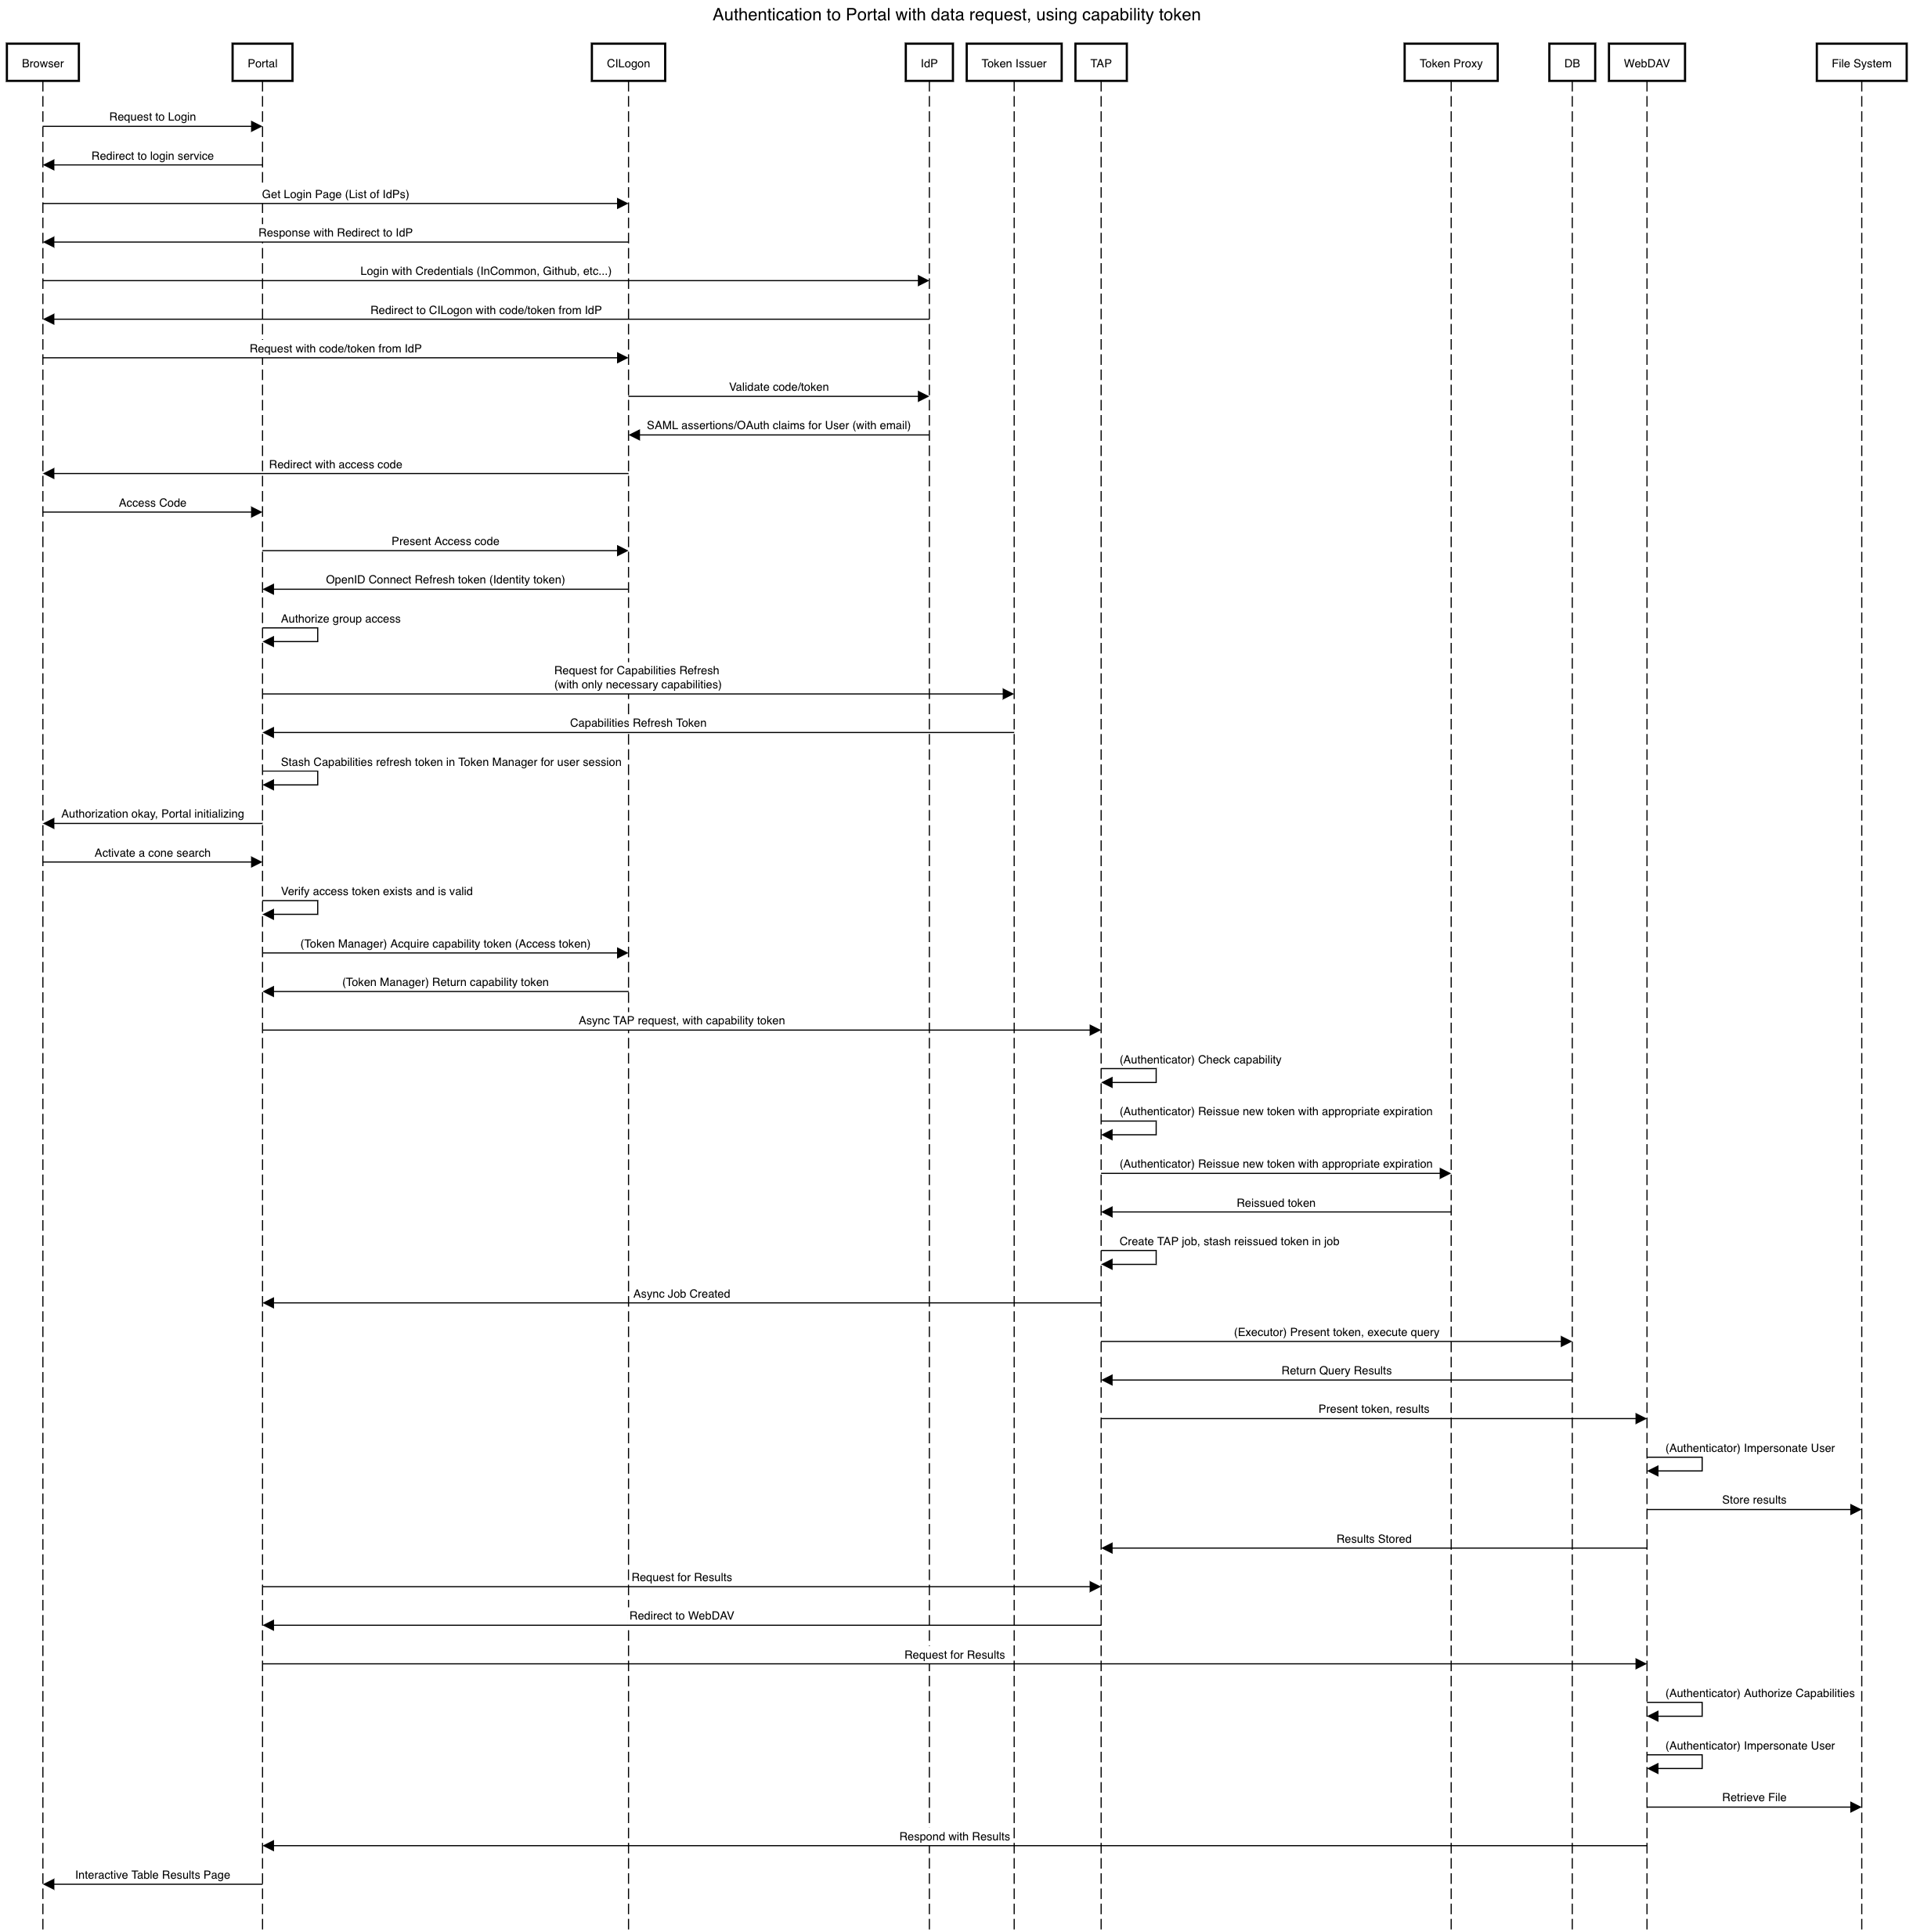 Authentication to Portal with data request, using capability token
Browser
Portal
CILogon
IdP
Token Issuer
TAP
Token Proxy
DB
WebDAV
File System
Request to Login
Redirect to login service
Get Login Page (List of IdPs)
Response with Redirect to IdP
Login with Credentials (InCommon, Github, etc...)
Redirect to CILogon with code/token from IdP
Request with code/token from IdP
Validate code/token
SAML assertions/OAuth claims for User (with email)
Redirect with access code
Access Code
Present Access code
OpenID Connect Refresh token (Identity token)
Authorize group access
Request for Capabilities Refresh
(with only necessary capabilities)
Capabilities Refresh Token
Stash Capabilities refresh token in Token Manager for user session
Authorization okay, Portal initializing
Activate a cone search
Verify access token exists and is valid
(Token Manager) Acquire capability token (Access token)
(Token Manager) Return capability token
Async TAP request, with capability token
(Authenticator) Check capability
(Authenticator) Reissue new token with appropriate expiration
(Authenticator) Reissue new token with appropriate expiration
Reissued token
Create TAP job, stash reissued token in job
Async Job Created
(Executor) Present token, execute query
Return Query Results
Present token, results
(Authenticator) Impersonate User
Store results
Results Stored
Request for Results
Redirect to WebDAV
Request for Results
(Authenticator) Authorize Capabilities
(Authenticator) Impersonate User
Retrieve File
Respond with Results
Interactive Table Results Page